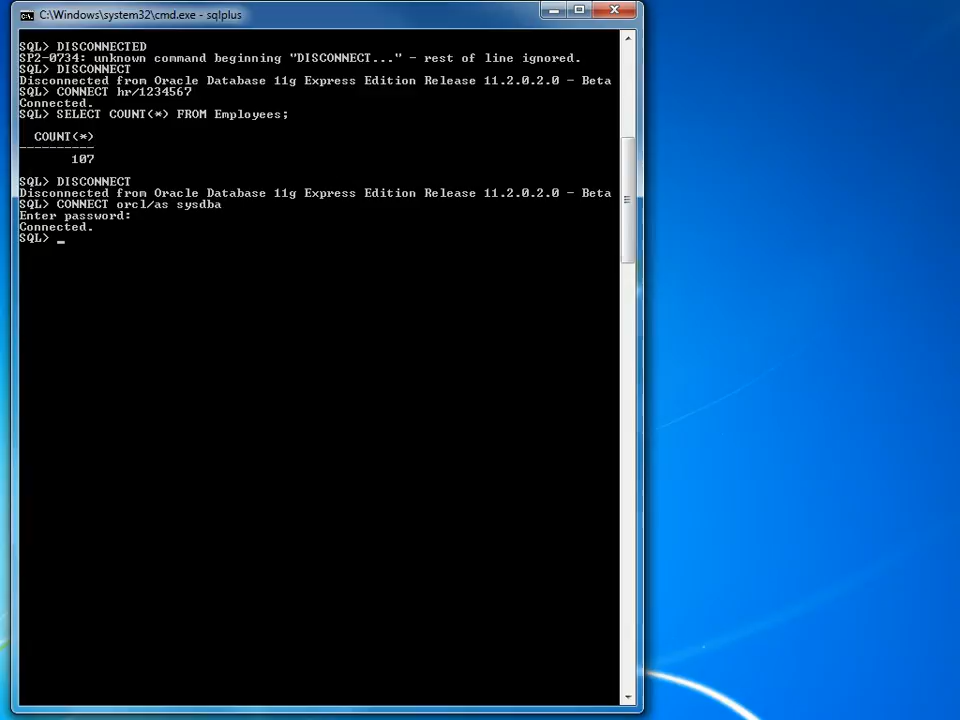 C:\Windows\system32\cmd.exe - sqlplus
SQL> DISCONNECTED
SP2-0734: unknown command beginning "DISCONNECT..." - rest of line ignored.
SQL> DISCONNECT
Disconnected from Oracle Database 11g Express Edition Release 11.2.0.2.0 - Beta
SQL> CONNECT hr/1234567
Connected.
SQL> SELECT COUNT(*) FROM Employees;
COUNT(*)
----------
107
SQL> DISCONNECT
Disconnected from Oracle Database 11g Express Edition Release 11.2.0.2.0 - Beta
SQL> CONNECT orcl/as sysdba
Enter password:
Connected.
SQL> _